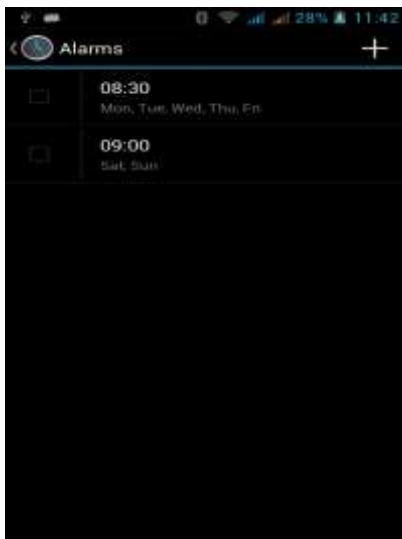 28% 11:42
Alarms
08:30
Mon, Tue, Wed, Thu, Fri
09:00
Sat, Sun